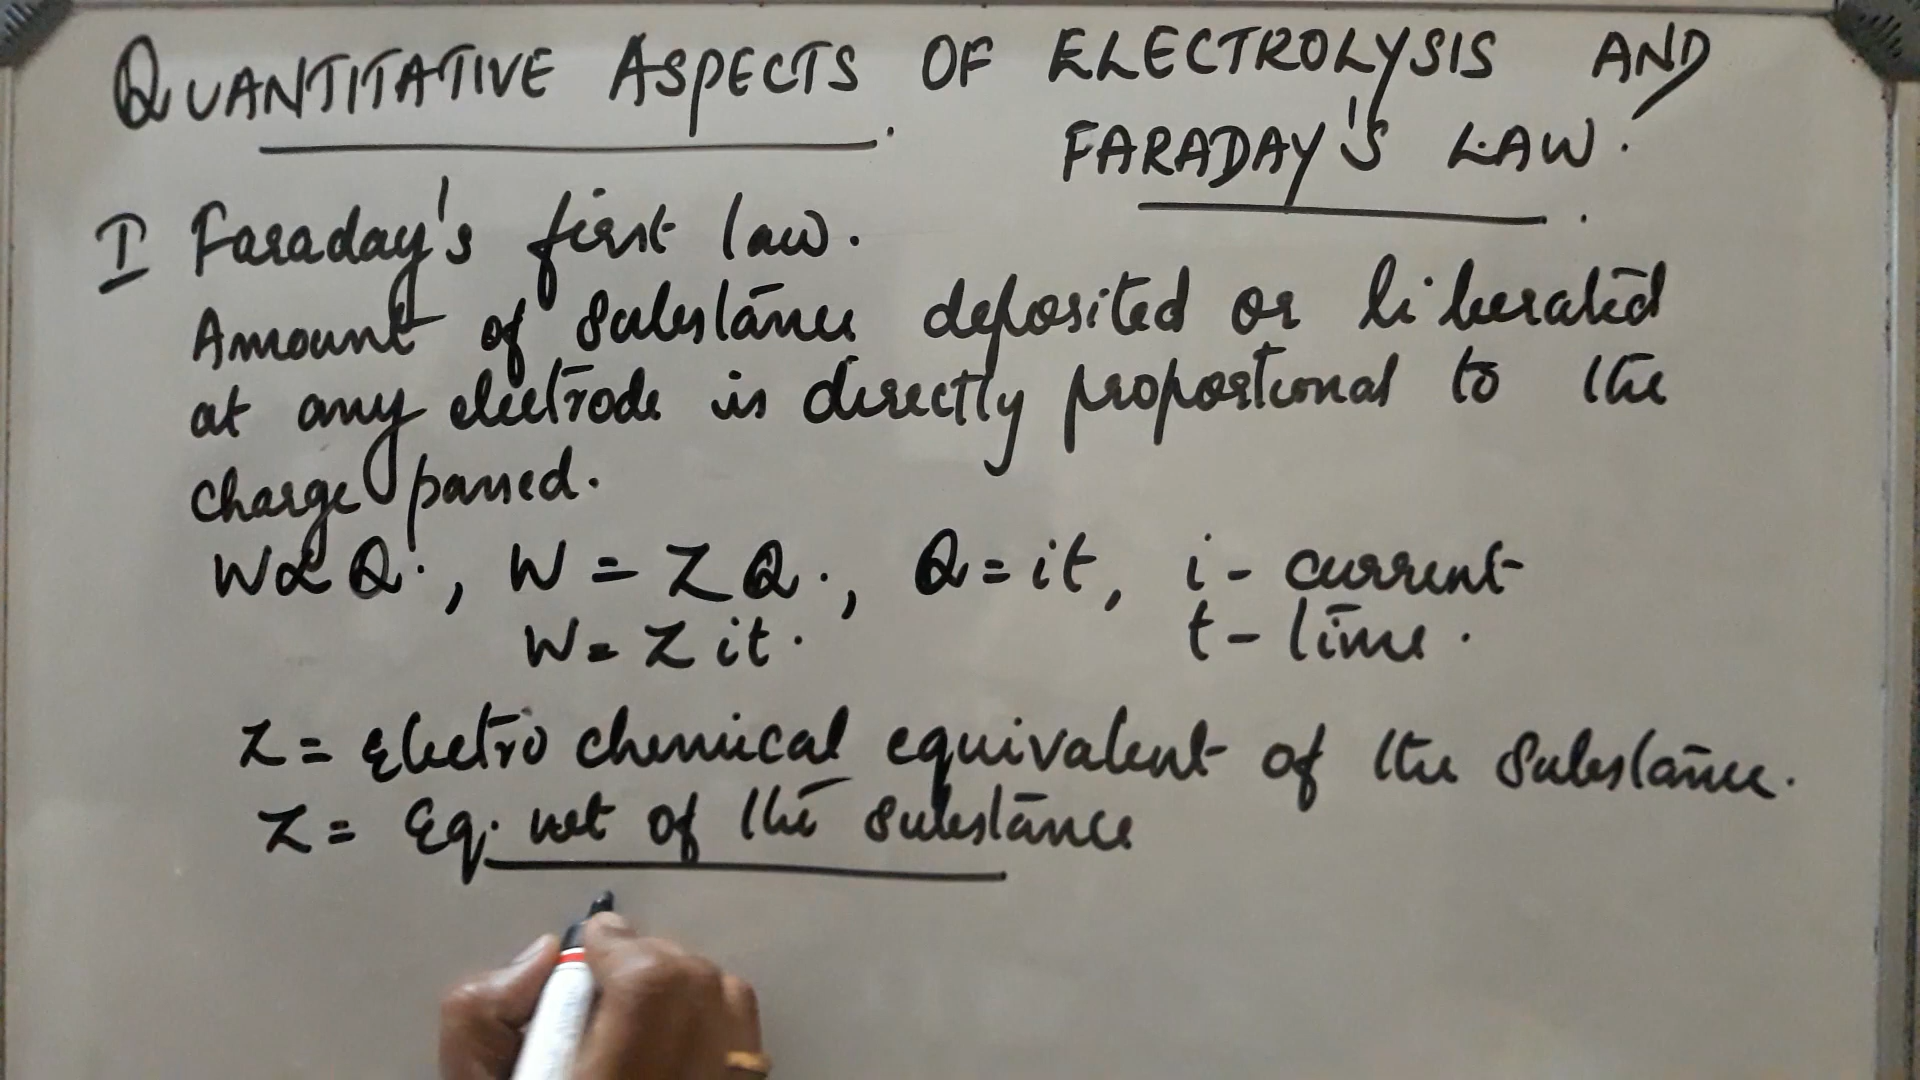 QUANTITATIVE ASPECTS OF ELECTROLYSIS AND
FARADAY'S LAW.
I Faraday's first law.
Amount of substance deposited or liberated
at any electrode is directly proportional to the
charge passed.
W ∝ Q., W = ZQ., Q = it, i - current
W = Zit. t - time.
Z = Electro chemical equivalent of the substance.
Z = Eq. wt of the substance